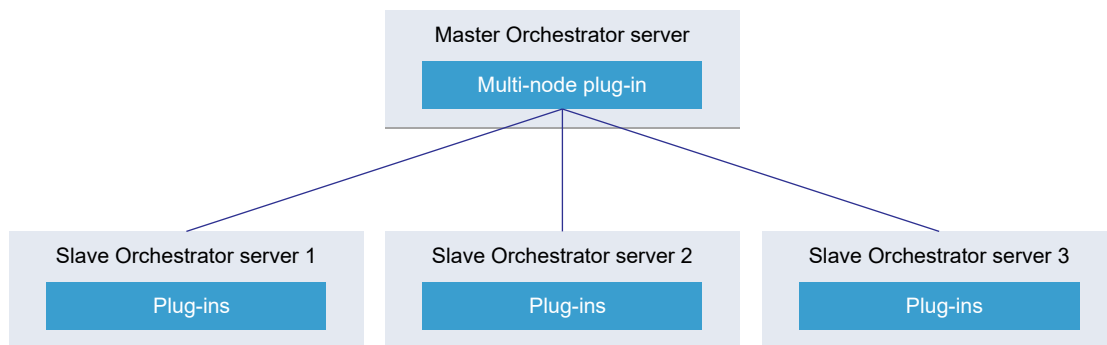 Master Orchestrator server
Multi-node plug-in
Slave Orchestrator server 1
Slave Orchestrator server 2
Slave Orchestrator server 3
Plug-ins
Plug-ins
Plug-ins